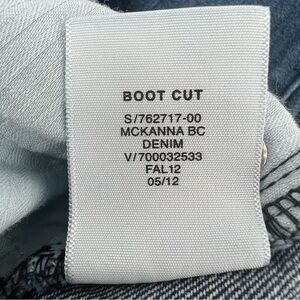 BOOT CUT
S/762717-00
MCKANNA BC
DENIM
V/700032533
FAL12
05/12